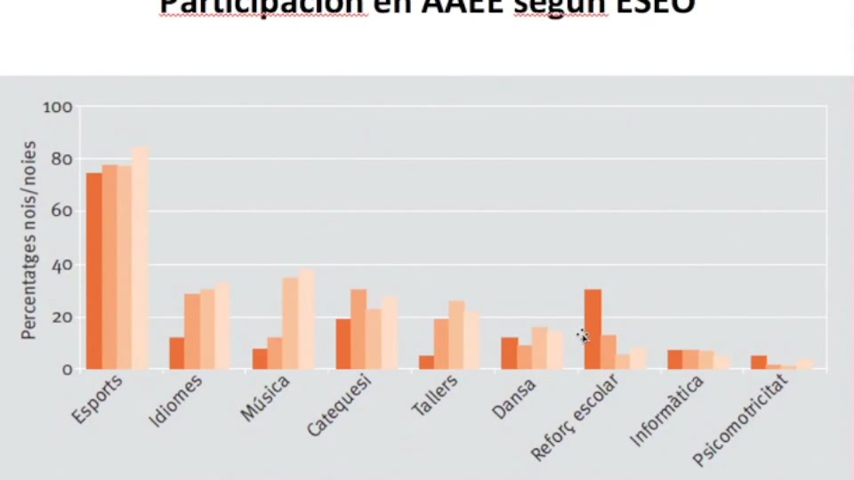 Participación en AAEE según ESEO
Percentatges nois/noies
100
80
60
40
20
0
Esports
Idiomes
Música
Catequesi
Tallers
Dansa
Reforç escolar
Informàtica
Psicomotricitat